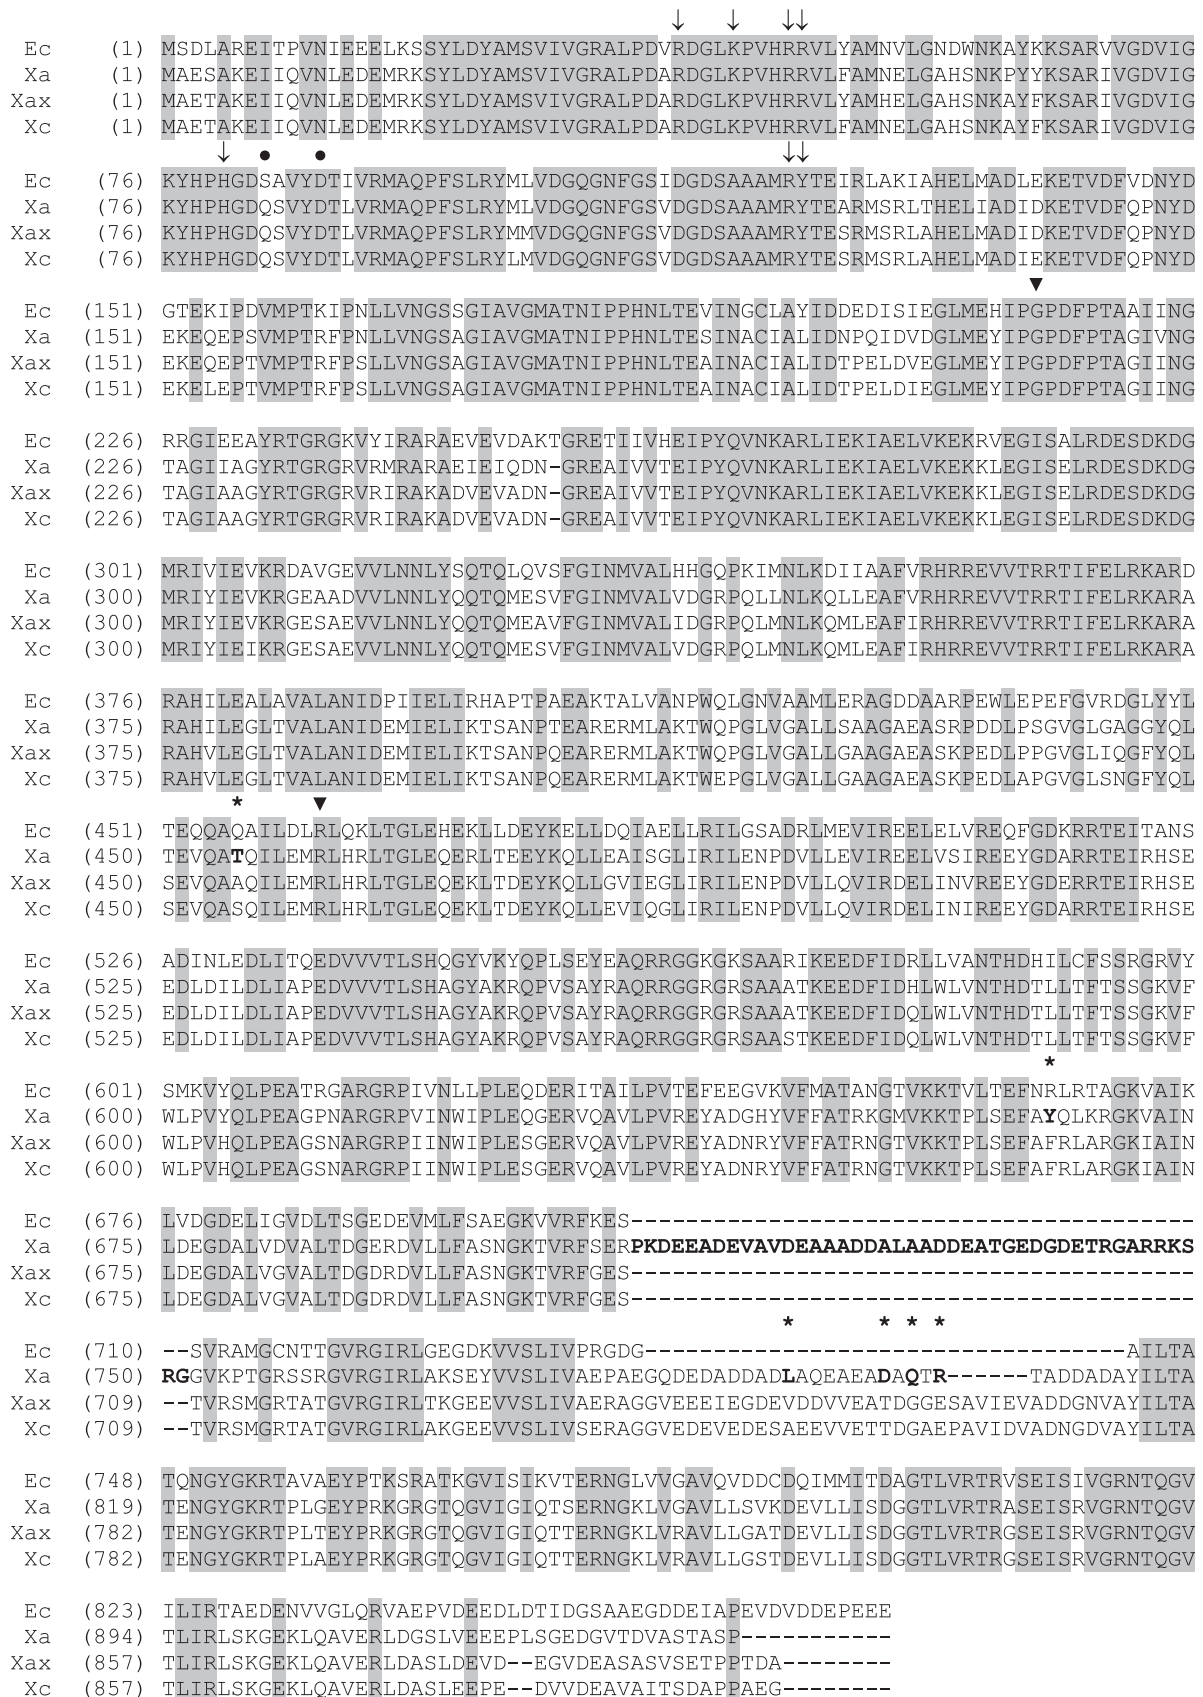 ↓ ↓ ↓↓
Ec (1) MSDLAREITPVNIEEELKSSYLDYAMSVIVGRALPDVRDGLKPVHRRVLYAMNVLGNDWNKAYKKSARVVGDVIG
Xa (1) MAESAKEIIQVNLEDEMRKSYLDYAMSVIVGRALPDARDGLKPVHRRVLFAMNELGAHSNKPYYKSARIVGDVIG
Xax (1) MAETAKEIIQVNLEDEMRKSYLDYAMSVIVGRALPDARDGLKPVHRRVLYAMHELGAHSNKAYFKSARIVGDVIG
Xc (1) MAETAKEIIQVNLEDEMRKSYLDYAMSVIVGRALPDARDGLKPVHRRVLFAMNELGAHSNKAYFKSARIVGDVIG
↓ ● ● ↓↓
Ec (76) KYHPHGDSAVYDTIVRMAQPFSLRYMLVDGQGNFGSIDGDSAAAMRYTEIRLAKIAHELMADLEKETVDFVDNYD
Xa (76) KYHPHGDQSVYDTLVRMAQPFSLRYMLVDGQGNFGSVDGDSAAAMRYTEARMSRLTHELIADIDKETVDFQPNYD
Xax (76) KYHPHGDQSVYDTLVRMAQPFSLRYMMVDGQGNFGSVDGDSAAAMRYTESRMSRLAHELMADIDKETVDFQPNYD
Xc (76) KYHPHGDQSVYDTLVRMAQPFSLRYLMVDGQGNFGSVDGDSAAAMRYTESRMSRLAHELMADIEKETVDFQPNYD
▼
Ec (151) GTEKIPDVMPTKIPNLLVNGSSGIAVGMATNIPPHNLTEVINGCLAYIDDEDISIEGLMEHIPGPDFPTAAIING
Xa (151) EKEQEPSVMPTRFPNLLVNGSAGIAVGMATNIPPHNLTESINACIALIDNPQIDVDGLMEYIPGPDFPTAGIVNG
Xax (151) EKEQEPTVMPTRFPSLLVNGSAGIAVGMATNIPPHNLTEAINACIALIDTPELDVEGLMEYIPGPDFPTAGIING
Xc (151) EKELEPTVMPTRFPSLLVNGSAGIAVGMATNIPPHNLTEAINACIALIDTPELDIEGLMEYIPGPDFPTAGIING
Ec (226) RRGIEEAYRTGRGKVYIRARAEVEVDAKTGRETIIVHEIPYQVNKARLIEKIAELVKEKRVEGISALRDESDKDG
Xa (226) TAGIIAGYRTGRGRVRMRARAEIEIQDN-GREAIVVTEIPYQVNKARLIEKIAELVKEKKLEGISELRDESDKDG
Xax (226) TAGIAAGYRTGRGRVRIRAKADVEVADN-GREAIVVTEIPYQVNKARLIEKIAELVKEKKLEGISELRDESDKDG
Xc (226) TAGIAAGYRTGRGRVRIRAKADVEVADN-GREAIVVTEIPYQVNKARLIEKIAELVKEKKLEGISELRDESDKDG
Ec (301) MRIVIEVKRDAVGEVVLNNLYSQTQLQVSFGINMVALHHGQPKIMNLKDIIAAFVRHRREVVTRRTIFELRKARD
Xa (300) MRIYIEVKRGEAADVVLNNLYQQTQMESVFGINMVALVDGRPQLLNLKQLLEAFVRHRREVVTRRTIFELRKARA
Xax (300) MRIYIEVKRGESAEVVLNNLYQQTQMEAVFGINMVALIDGRPQLLNLKQMLEAFIRHRREVVTRRTIFELRKARA
Xc (300) MRIYIEIKRGESAEVVLNNLYQQTQMESVFGINMVALVDGRPQLMNLKQMLEAFIRHRREVVTRRTIFELRKARA
Ec (376) RAHILEALAVALANIDPIIELIRHAPTPAEAKTALVANPWQLGNVAAMLERAGDDAARPEWLEPEFGVRDGLYYL
Xa (375) RAHILEGLTVALANIDEMIELIKTSANPTEARERMLAKTWQPGLVGALLSAAGAEASRPDDLPSGVGLGAGGYQL
Xax (375) RAHVLEGLTVALANIDEMIELIKTSANPQEARERMLAKTWQPGLVGALLGAAGAEASKPEDLPPGVGLIQGFYQL
Xc (375) RAHVLEGLTVALANIDEMIELIKTSANPQEARERMLAKTWEPGLVGALLGAAGAEASKPEDLAPGVGLSNGFYQL
* ▼
Ec (451) TEQQAQAILDLRLQKLTGLEHEKLLDEYKELLDQIAELLRILGSADRLMEVIREELELVREQFGDKRRTEITANS
Xa (450) TEVQATQILEMRLHRLTGLEQERLTEEYKQLLEAISGLIRILENPDVLLEVIREELVSIREEYGDARRTEIRHSE
Xax (450) SEVQAAQILEMRLHRLTGLEQEKLTDEYKQLLGVIEGLIRILENPDVLLQVIRDELINVREEYGDERRTEIRHSE
Xc (450) SEVQASQILEMRLHRLTGLEQEKLTDEYKQLLEVIQGLIRILENPDVLLQVIRDELINIREEYGDARRTEIRHSE
Ec (526) ADINLEDLITQEDVVVTLSHQGYVKYQPLSEYEAQRRGGKGKSAARIKEEDFIDRLLVANTHDHILCFSSRGRVY
Xa (525) EDLDILDLIAPEDVVVTLSHAGYAKRQPVSAYRAQRRGGRGRSAAATKEEDFIDHLWLVNTHDTLLTFTSSGKVF
Xax (525) EDLDILDLIAPEDVVVTLSHAGYAKRQPVSAYRAQRRGGRGRSAAATKEEDFIDQLWLVNTHDTLLTFTSSGKVF
Xc (525) EDLDILDLIAPEDVVVTLSHAGYAKRQPVSAYRAQRRGGRGRSAASTKEEDFIDQLWLVNTHDTLLTFTSSGKVF
*
Ec (601) SMKVYQLPEATRGARGRPIVNLLPLEQDERITAILPVTEFEEGVKVFMATANGTVKKTVLTEFNRLRTAGKVAIK
Xa (600) WLPVYQLPEAGPNARGRPVINWIPLEQGERVQAVLPVREYADGHYVFFATRKGMVKKTPLSEFAYQLKRGKVAIN
Xax (600) WLPVHQLPEAGSNARGRPIINWIPLESGERVQAVLPVREYADNRYVFFATRNGTVKKTPLSEFAFRLARGKIAIN
Xc (600) WLPVHQLPEAGSNARGRPIINWIPLESGERVQAVLPVREYADNRYVFFATRNGTVKKTPLSEFAFRLARGKIAIN
Ec (676) LVDGDELIGVDLTSGEDEVMLFSAEGKVVRFKES-----------------------------------------
Xa (675) LDEGDALVDVALTDGERDVLLFASNGKTVRFSERPKDEEADEVAVDEAAADDALAADDEATGEDGDETRGARRKS
Xax (675) LDEGDALVGVALTDGDRDVLLFASNGKTVRFGES-----------------------------------------
Xc (675) LDEGDALVGVALTDGDRDVLLFASNGKTVRFGES-----------------------------------------
* * * *
Ec (710) --SVRAMGCNTTGVRGIRLGEGDKVVSLIVPRGDG-----------------------------------AILTA
Xa (750) RGGVKPTGRSSRGVRGIRLAKSEYVVSLIVAEPAEGQDEDADDADLAQEAEADAQTR------TADDADAYILTA
Xax (709) --TVRSMGRTATGVRGIRLTKGEEVVSLIVAERAGGVEEEIEGDEVDDVVEATDGGESAVIEVADDGNVAYILTA
Xc (709) --TVRSMGRTATGVRGIRLAKGEEVVSLIVSERAGGVEDEVEDESAEEVVETTDGAEPAVIDVADNGDVAYILTA
Ec (748) TQNGYGKRTAVAEYPTKSRATKGVISIKVTERNGLVVGAVQVDDCDQIMMITDAGTLVRTRVSEISIVGRNTQGV
Xa (819) TENGYGKRTPLGEYPRKGRGTQGVIGIQTSERNGKLVGAVLLSVKDEVLLISDGGTLVRTRASEISRVGRNTQGV
Xax (782) TENGYGKRTPLTEYPRKGRGTQGVIGIQTTERNGKLVRAVLLGATDEVLLISDGGTLVRTRGSEISRVGRNTQGV
Xc (782) TENGYGKRTPLAEYPRKGRGTQGVIGIQTTERNGKLVRAVLLGSTDEVLLISDGGTLVRTRGSEISRVGRNTQGV
Ec (823) ILIRTAEDENVVGLQRVAEPVDEEDLDTIDGSAAEGDDEIAPEVDVDDEPEEE
Xa (894) TLIRLSKGEKLQAVERLDGSLVEEEPLSGEDGVTDVASTASP-----------
Xax (857) TLIRLSKGEKLQAVERLDASLDEVD--EGVDEASASVSETPPTDA--------
Xc (857) TLIRLSKGEKLQAVERLDASLEEPE--DVVDEAVAITSDAPPAEG--------